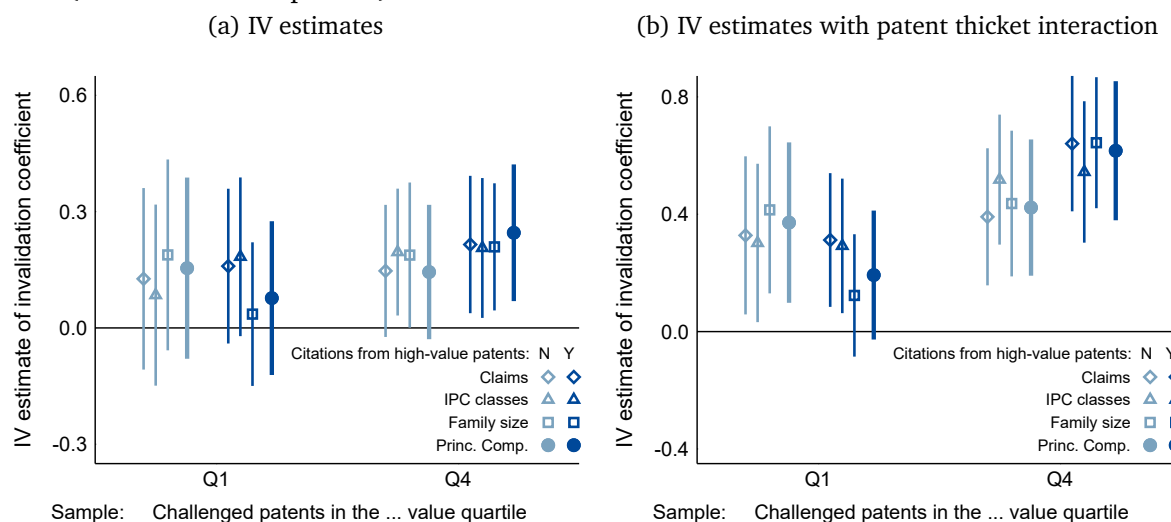 (a) IV estimates
IV estimate of invalidation coefficient
0.6
0.3
0.0
-0.3
Citations from high-value patents: N Y
Claims
IPC classes
Family size
Princ. Comp.
Q1 Q4
Sample: Challenged patents in the ... value quartile
(b) IV estimates with patent thicket interaction
IV estimate of invalidation coefficient
0.8
0.4
0.0
-0.4
Citations from high-value patents: N Y
Claims
IPC classes
Family size
Princ. Comp.
Q1 Q4
Sample: Challenged patents in the ... value quartile